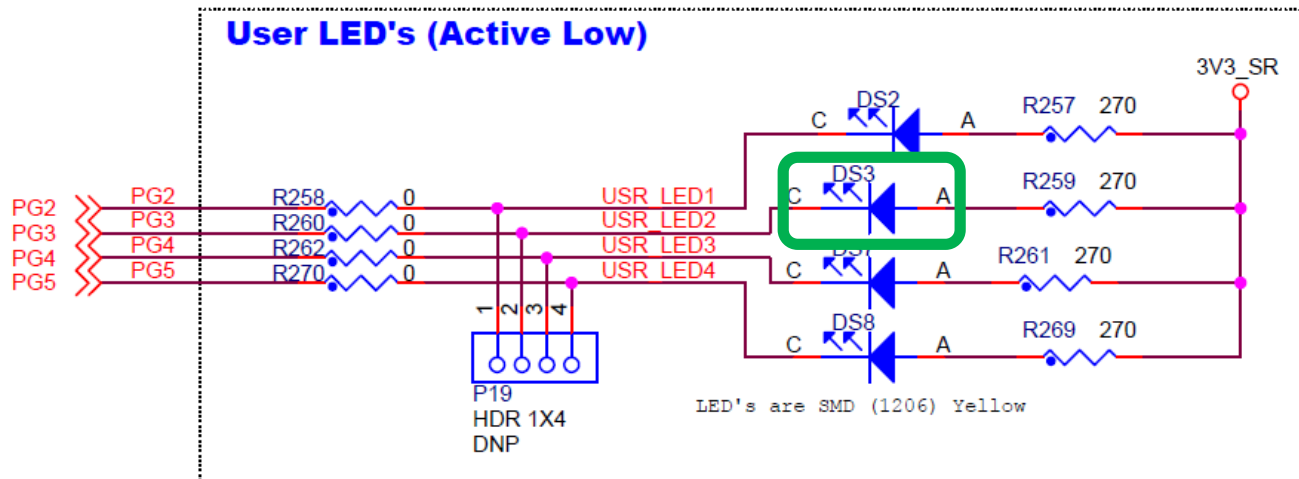 User LED's (Active Low)
3V3_SR
DS2
C
A
R257 270
DS3
C
A
R259 270
PG2 PG2 R258 0 USR_LED1
PG3 PG3 R260 0 USR_LED2
PG4 PG4 R262 0 USR_LED3
PG5 PG5 R270 0 USR_LED4
DS7
C
A
R261 270
1 2 3 4
DS8
C
A
R269 270
P19
HDR 1X4
DNP
LED's are SMD (1206) Yellow